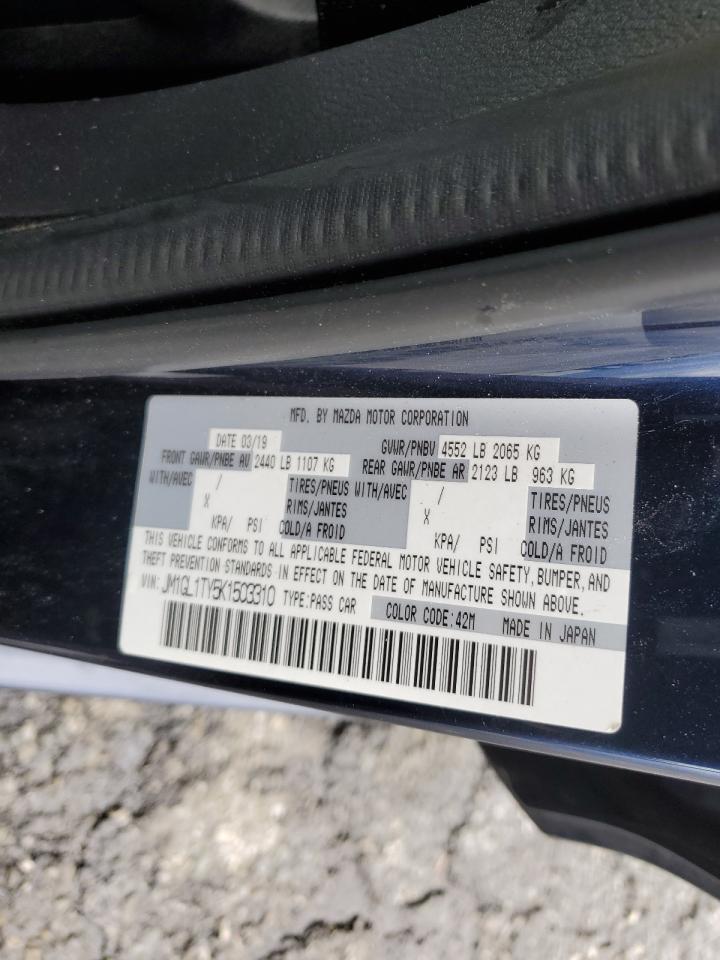 MFD. BY MAZDA MOTOR CORPORATION
DATE 03/19 GVWR/PNBV 4552 LB 2065 KG
FRONT GAWR/PNBE AV 2440 LB 1107 KG REAR GAWR/PNBE AR 2123 LB 963 KG
WITH/AVEC / TIRES/PNEUS WITH/AVEC / TIRES/PNEUS
X RIMS/JANTES X RIMS/JANTES
KPA/ PSI COLD/A FROID KPA/ PSI COLD/A FROID
THIS VEHICLE CONFORMS TO ALL APPLICABLE FEDERAL MOTOR VEHICLE SAFETY, BUMPER, AND
THEFT PREVENTION STANDARDS IN EFFECT ON THE DATE OF MANUFACTURE SHOWN ABOVE.
VIN: JM1GL1TY5K1503310 TYPE:PASS CAR COLOR CODE:42M MADE IN JAPAN